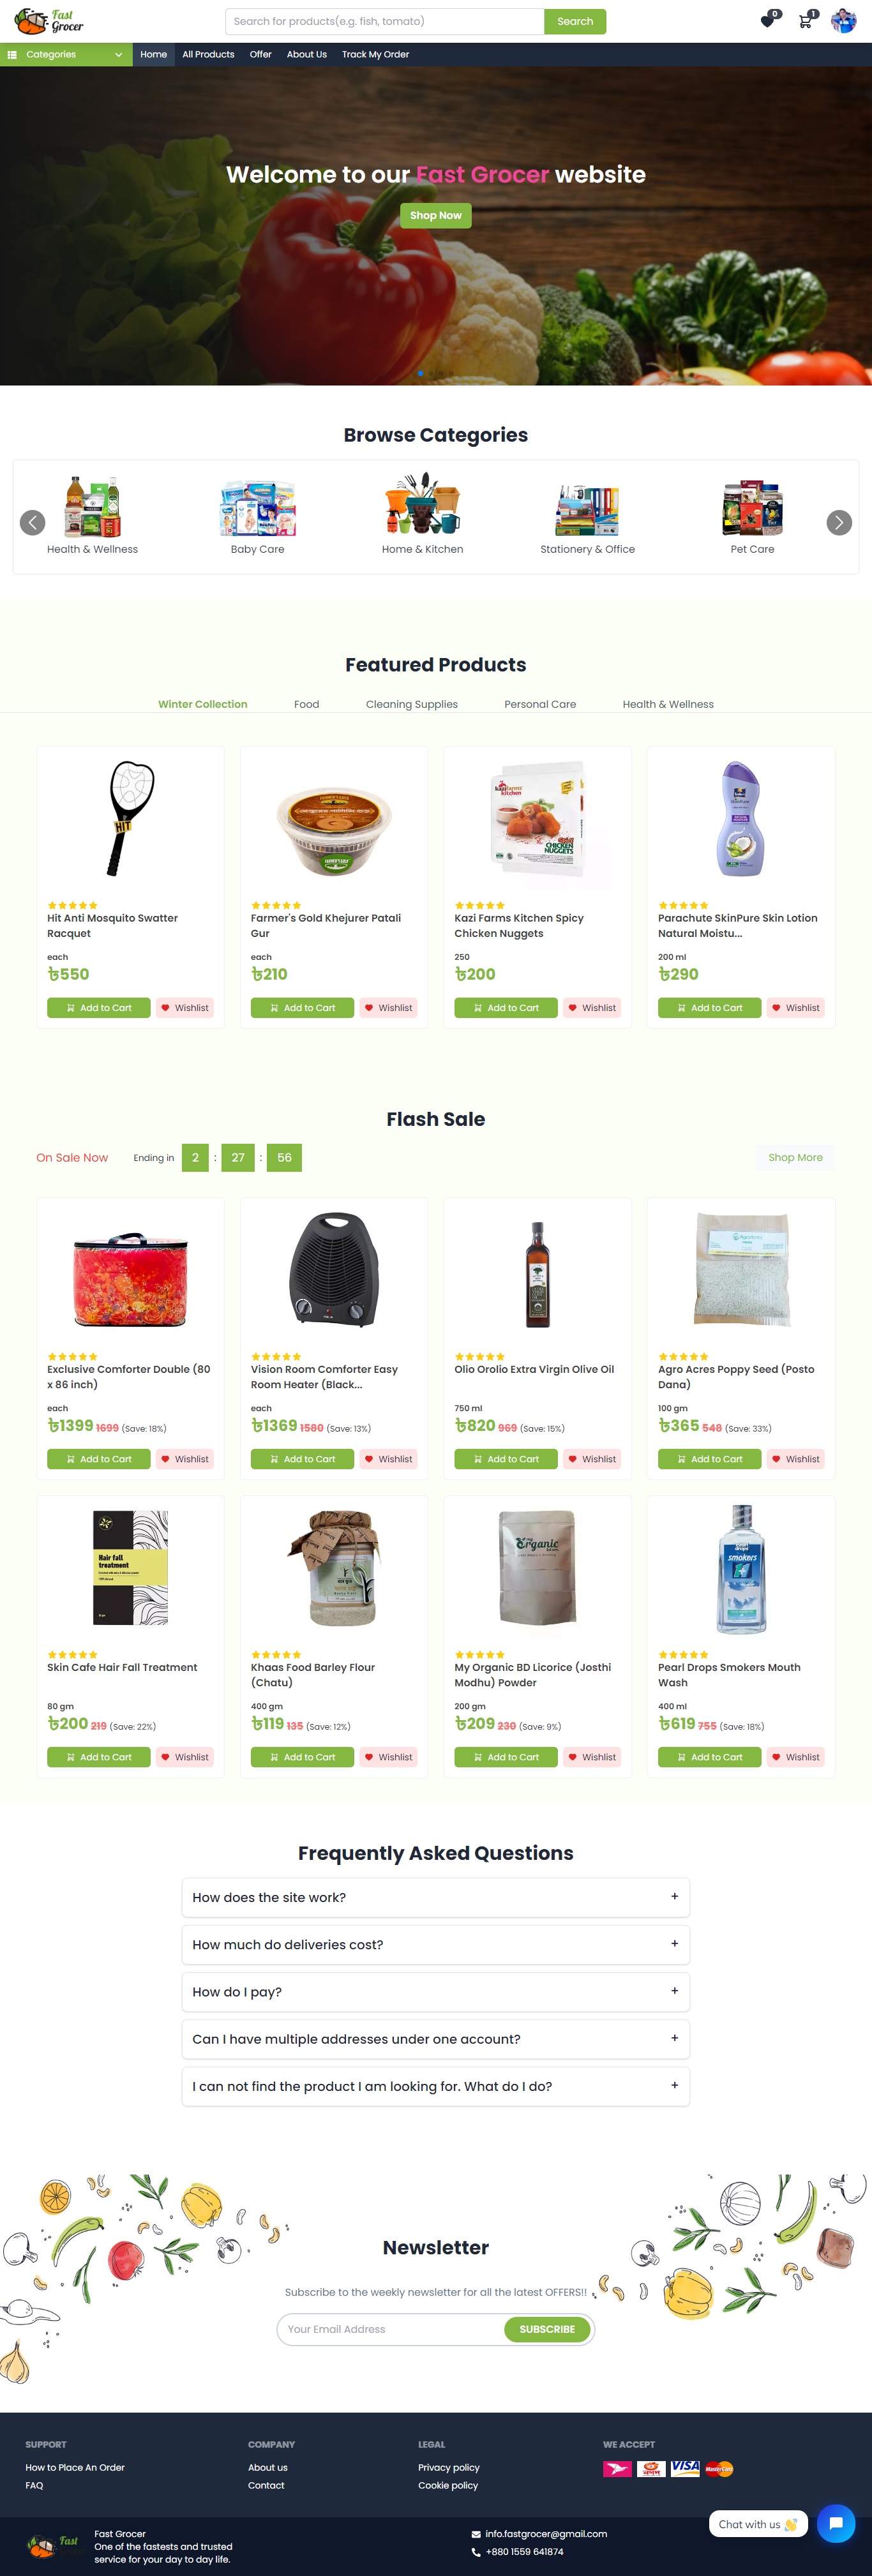 Fast
Grocer
Search for products(e.g. fish, tomato)
Search
0
1
Categories
Home
All Products
Offer
About Us
Track My Order
Welcome to our Fast Grocer website
Shop Now
Browse Categories
Health & Wellness
Baby Care
Home & Kitchen
Stationery & Office
Pet Care
Featured Products
Winter Collection
Food
Cleaning Supplies
Personal Care
Health & Wellness
HIT
kazi farms
kitchen
CHICKEN
NUGGETS
Hit Anti Mosquito Swatter
Racquet
each
৳550
Add to Cart
Wishlist
Farmer's Gold Khejurer Patali
Gur
each
৳210
Add to Cart
Wishlist
Kazi Farms Kitchen Spicy
Chicken Nuggets
250
৳200
Add to Cart
Wishlist
Parachute SkinPure Skin Lotion
Natural Moistu...
200 ml
৳290
Add to Cart
Wishlist
Flash Sale
On Sale Now
Ending in
2 : 27 : 56
Shop More
Exclusive Comforter Double (80
x 86 inch)
each
৳1399 1699 (Save: 18%)
Add to Cart
Wishlist
Vision Room Comforter Easy
Room Heater (Black...
each
৳1369 1580 (Save: 13%)
Add to Cart
Wishlist
Olio Orolio Extra Virgin Olive Oil
750 ml
৳820 969 (Save: 15%)
Add to Cart
Wishlist
Agro Acres Poppy Seed (Posto
Dana)
100 gm
৳365 548 (Save: 33%)
Add to Cart
Wishlist
Hair fall
treatment
Organic
smokers
Skin Cafe Hair Fall Treatment
80 gm
৳200 219 (Save: 22%)
Add to Cart
Wishlist
Khaas Food Barley Flour
(Chatu)
400 gm
৳119 135 (Save: 12%)
Add to Cart
Wishlist
My Organic BD Licorice (Josthi
Modhu) Powder
200 gm
৳209 230 (Save: 9%)
Add to Cart
Wishlist
Pearl Drops Smokers Mouth
Wash
400 ml
৳619 755 (Save: 18%)
Add to Cart
Wishlist
Frequently Asked Questions
How does the site work?
+
How much do deliveries cost?
+
How do I pay?
+
Can I have multiple addresses under one account?
+
I can not find the product I am looking for. What do I do?
+
Newsletter
Subscribe to the weekly newsletter for all the latest OFFERS!!
Your Email Address
SUBSCRIBE
SUPPORT
How to Place An Order
FAQ
COMPANY
About us
Contact
LEGAL
Privacy policy
Cookie policy
WE ACCEPT
VISA
MasterCard
Fast
Grocer
Fast Grocer
One of the fastests and trusted
service for your day to day life.
info.fastgrocer@gmail.com
+880 1559 641874
Chat with us 👋